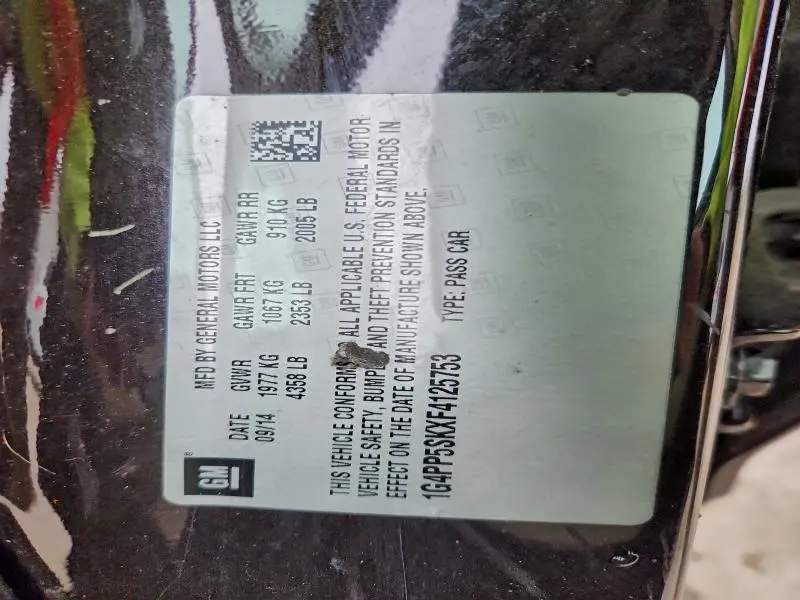 GM®
MFD BY GENERAL MOTORS LLC
DATE GVWR GAWR FRT GAWR RR
09/14 1977 KG 1067 KG 910 KG
4358 LB 2353 LB 2005 LB
THIS VEHICLE CONFORMS ALL APPLICABLE U.S. FEDERAL MOTOR
VEHICLE SAFETY, BUMP AND THEFT PREVENTION STANDARDS IN
EFFECT ON THE DATE OF MANUFACTURE SHOWN ABOVE.
1G4PP5SKXF4125753 TYPE: PASS CAR